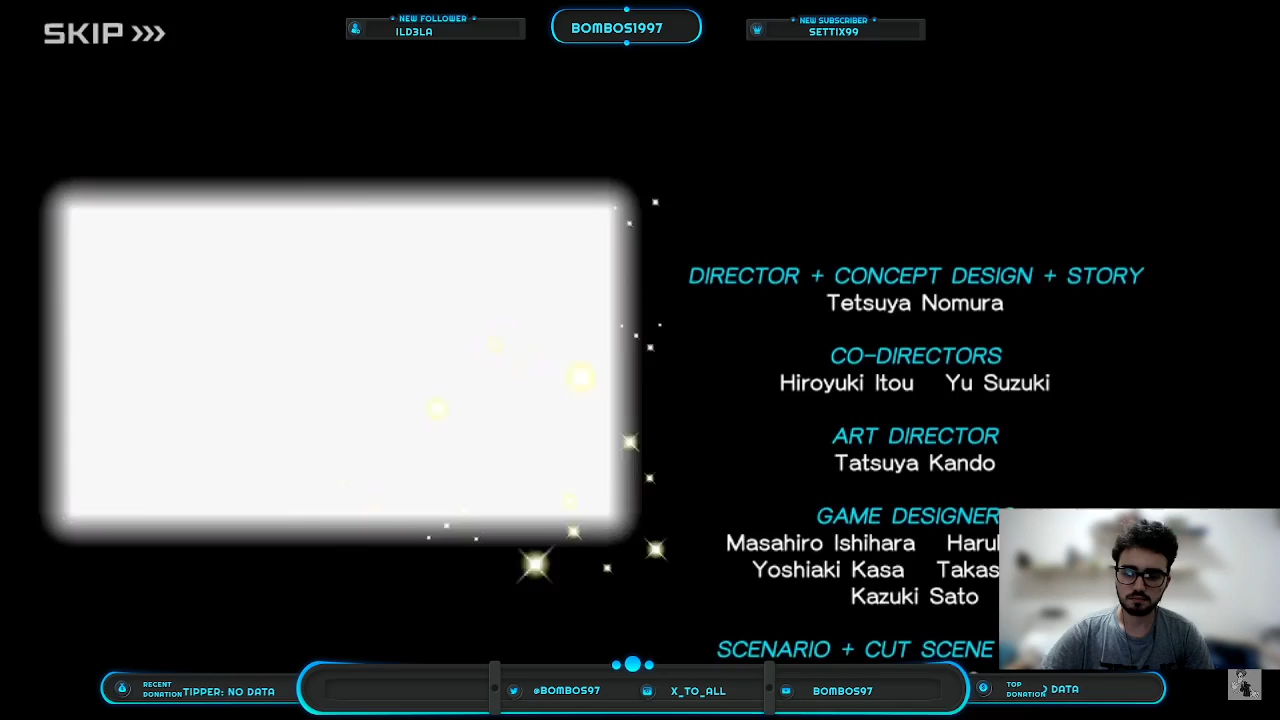 SKIP >>>
NEW FOLLOWER
ILD3LA
BOMBOS1997
NEW SUBSCRIBER
SETTIX99
DIRECTOR + CONCEPT DESIGN + STORY
Tetsuya Nomura
CO-DIRECTORS
Hiroyuki Itou Yu Suzuki
ART DIRECTOR
Tatsuya Kando
GAME DESIGNER
Masahiro Ishihara
Yoshiaki Kasa
Kazuki Sato
SCENARIO + CUT SCENE
RECENT
DONATION TIPPER: NO DATA
@BOMBOS97
X_TO_ALL
BOMBOS97
TOP
DONATION DATA